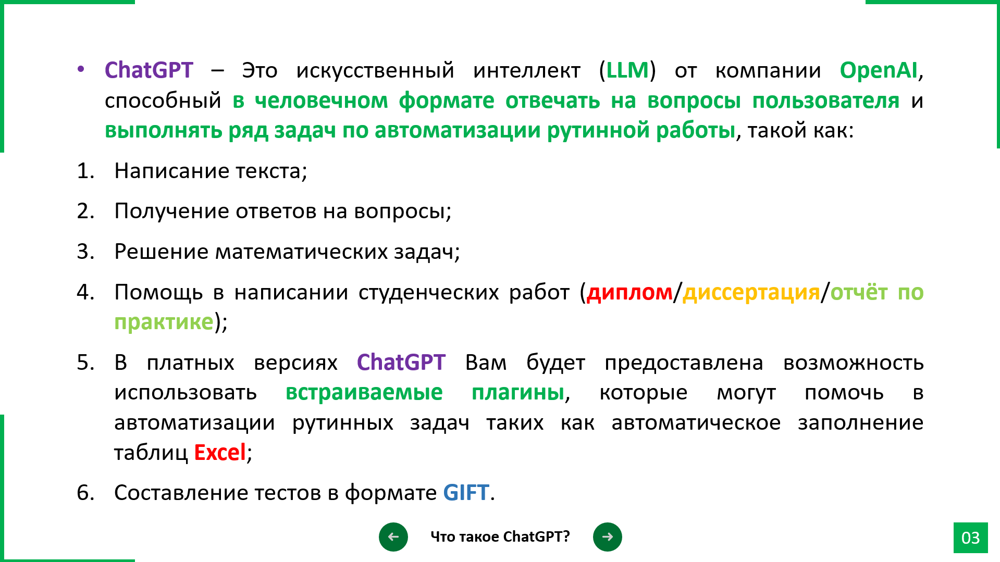 • ChatGPT – Это искусственный интеллект (LLM) от компании OpenAI,
способный в человечном формате отвечать на вопросы пользователя и
выполнять ряд задач по автоматизации рутинной работы, такой как:
1. Написание текста;
2. Получение ответов на вопросы;
3. Решение математических задач;
4. Помощь в написании студенческих работ (диплом/диссертация/отчёт по
практике);
5. В платных версиях ChatGPT Вам будет предоставлена возможность
использовать встраиваемые плагины, которые могут помочь в
автоматизации рутинных задач таких как автоматическое заполнение
таблиц Excel;
6. Составление тестов в формате GIFT.
Что такое ChatGPT?
03